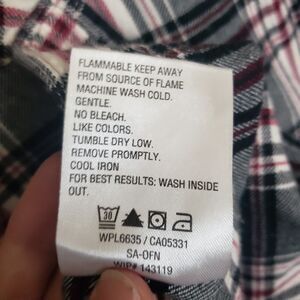 FLAMMABLE KEEP AWAY
FROM SOURCE OF FLAME
MACHINE WASH COLD.
GENTLE.
NO BLEACH.
LIKE COLORS.
TUMBLE DRY LOW.
REMOVE PROMPTLY.
COOL IRON
FOR BEST RESULTS: WASH INSIDE
OUT.
30
WPL6635 / CA05331
SA-OFN
WIP# 143119